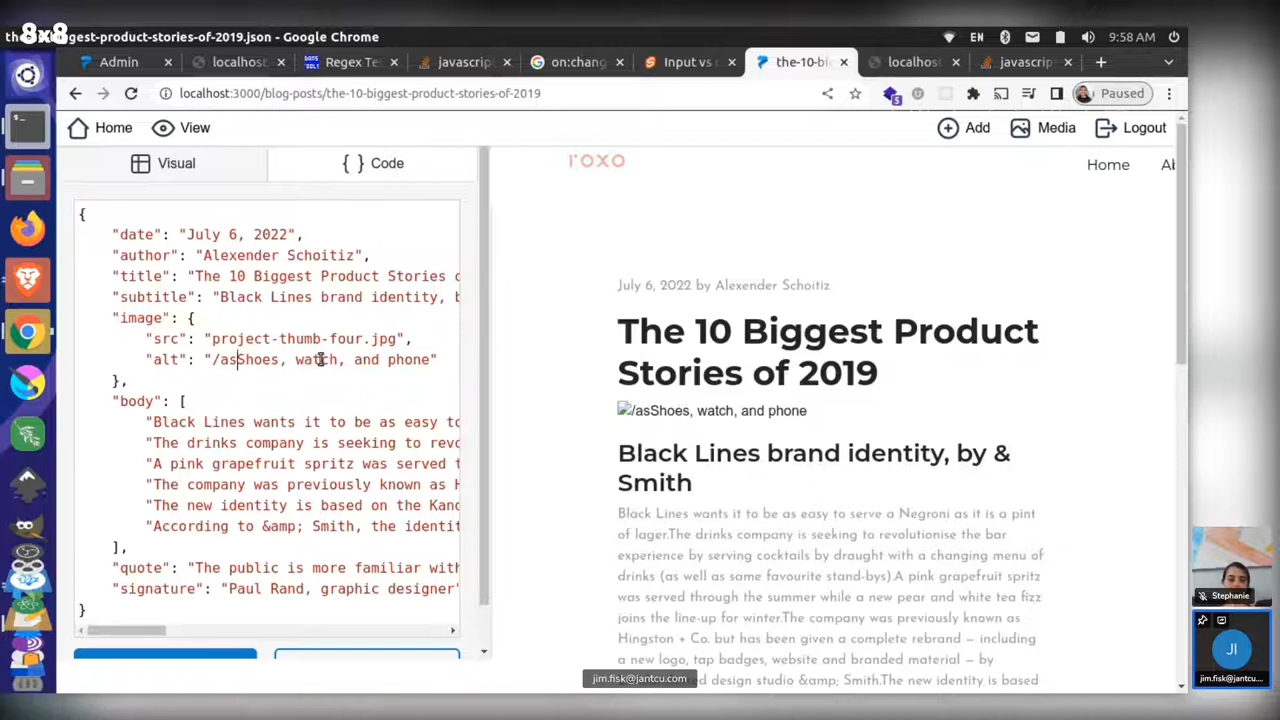 8x8
the-10-biggest-product-stories-of-2019.json - Google Chrome
EN
9:58 AM
Admin
localhost
Regex Te
javascript
on:chang
Input vs
the-10-bi
localhost
javascrip
localhost:3000/blog-posts/the-10-biggest-product-stories-of-2019
Paused
Home
View
Add
Media
Logout
Visual
{ } Code
roxo
Home
Ab
{
"date": "July 6, 2022",
"author": "Alexender Schoitiz",
"title": "The 10 Biggest Product Stories o
"subtitle": "Black Lines brand identity, b
"image": {
"src": "project-thumb-four.jpg",
"alt": "/asShoes, watch, and phone"
},
"body": [
"Black Lines wants it to be as easy to
"The drinks company is seeking to revo
"A pink grapefruit spritz was served t
"The company was previously known as H
"The new identity is based on the Kand
"According to &amp; Smith, the identit
],
"quote": "The public is more familiar with
"signature": "Paul Rand, graphic designer"
}
July 6, 2022 by Alexender Schoitiz
The 10 Biggest Product
Stories of 2019
/asShoes, watch, and phone
Black Lines brand identity, by &
Smith
Black Lines wants it to be as easy to serve a Negroni as it is a pint
of lager.The drinks company is seeking to revolutionise the bar
experience by serving cocktails by draught with a changing menu of
drinks (as well as same favourite stand-bys).A pink grapefruit spritz
was served through the summer while a new pear and white tea fizz
joins the line-up for winter.The company was previously known as
Hingston + Co. but has been given a complete rebrand – including
a new logo, tap badges, website and branded material – by
design studio &amp; Smith.The new identity is based
jim.fisk@jantcu.com
Stephanie
JI
jim.fisk@jantcu....